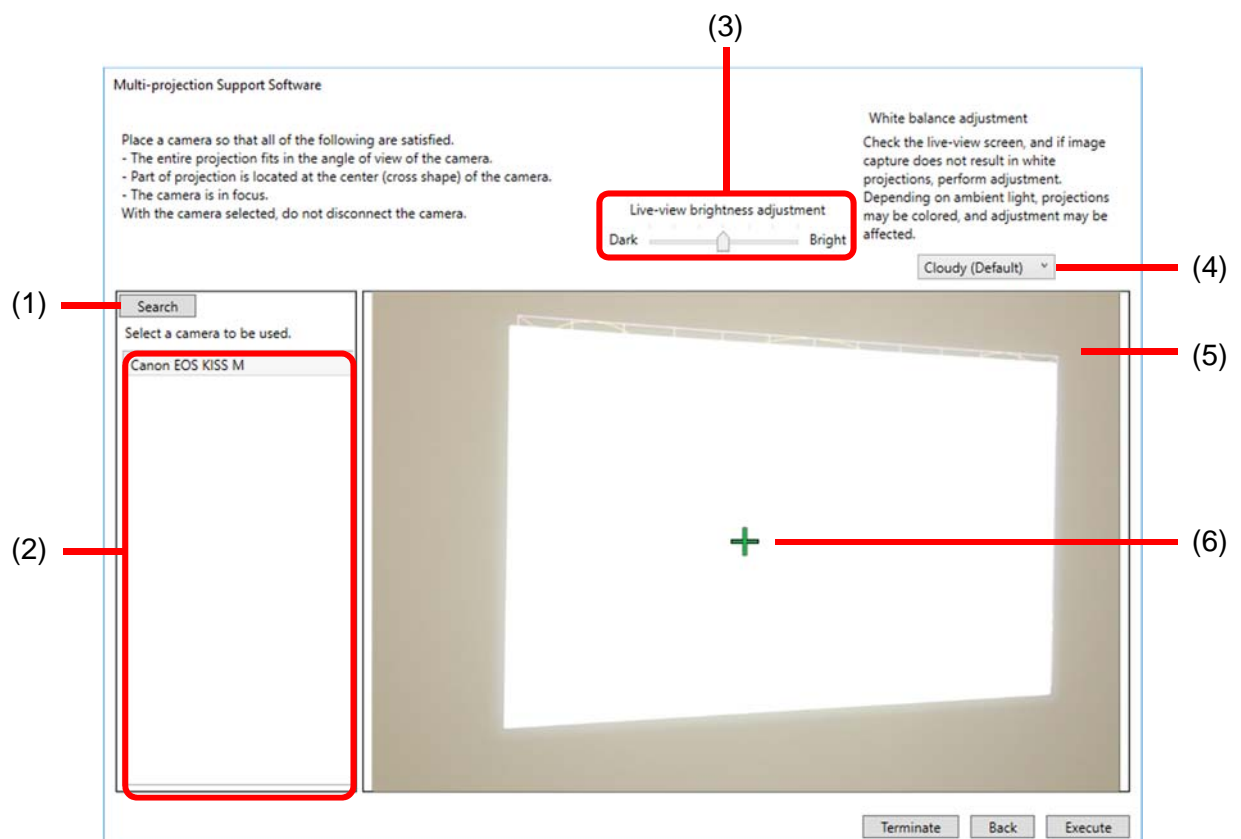 (3)
Multi-projection Support Software
White balance adjustment
Place a camera so that all of the following are satisfied.
- The entire projection fits in the angle of view of the camera.
- Part of projection is located at the center (cross shape) of the camera.
- The camera is in focus.
With the camera selected, do not disconnect the camera.
Check the live-view screen, and if image
capture does not result in white
projections, perform adjustment.
Depending on ambient light, projections
may be colored, and adjustment may be
affected.
Live-view brightness adjustment
Dark
Bright
Cloudy (Default)
(4)
(1)
Search
Select a camera to be used.
Canon EOS KISS M
(5)
(2)
(6)
Terminate
Back
Execute